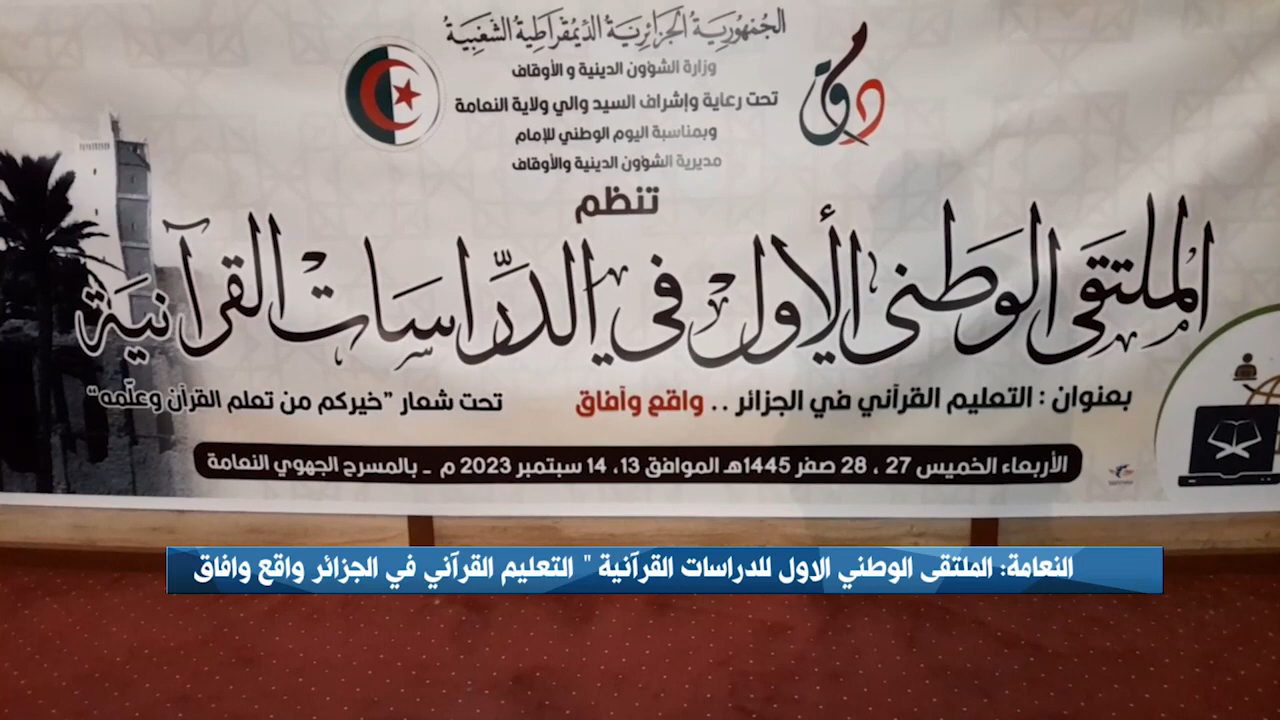 الجمهورية الجزائرية الديمقراطية الشعبية
وزارة الشؤون الدينية و الأوقاف
تحت رعاية وإشراف السيد والي ولاية النعامة
وبمناسبة اليوم الوطني للإمام
مديرية الشؤون الدينية والأوقاف
تنظم
الملتقى الوطني الأول في الدراسات القرآنية
بعنوان : التعليم القرآني في الجزائر .. واقع وآفاق
تحت شعار "خيركم من تعلم القرآن وعلّمه"
الأربعاء الخميس 27 ، 28 صفر 1445هـ الموافق 13، 14 سبتمبر 2023 م - بالمسرح الجهوي النعامة
النعامة: الملتقى الوطني الاول للدراسات القرآنية " التعليم القرآني في الجزائر واقع وافاق